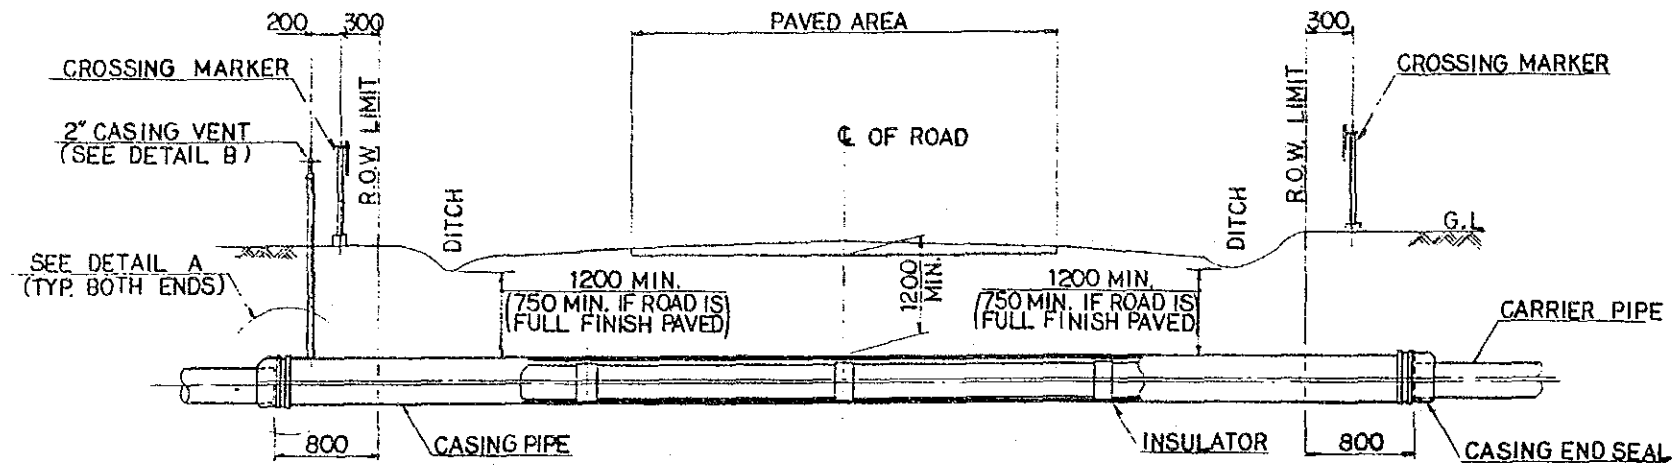 200 300
PAVED AREA
300
CROSSING MARKER
CROSSING MARKER
2" CASING VENT
(SEE DETAIL B)
R.O.W. LIMIT
℄ OF ROAD
R.O.W. LIMIT
DITCH
DITCH
G.L
SEE DETAIL A
(TYP. BOTH ENDS)
1200 MIN.
(750 MIN. IF ROAD IS
FULL FINISH PAVED)
1200
MIN.
1200 MIN.
(750 MIN. IF ROAD IS
FULL FINISH PAVED)
CARRIER PIPE
800
CASING PIPE
INSULATOR
800
CASING END SEAL